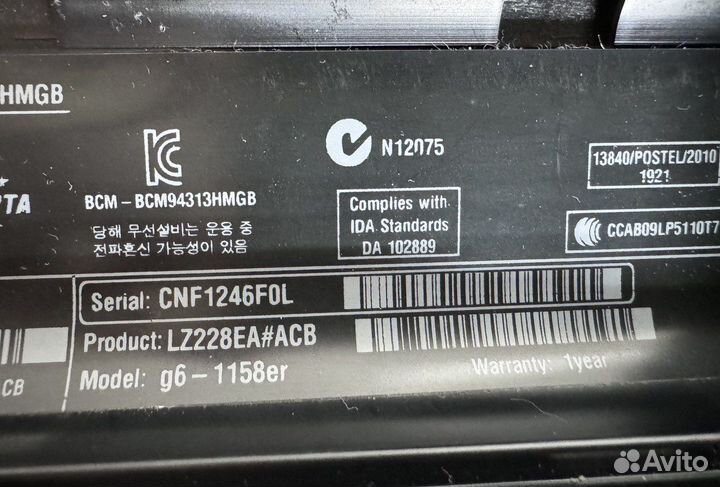 HMGB
N12075
13840/POSTEL/2010
1921
PTA
BCM - BCM94313HMGB
Complies with
IDA Standards
DA 102889
당해 무선설비는 운용 중
전파혼신 가능성이 있음
CCAB09LP5110T7
Serial: CNF1246F0L
Product: LZ228EA#ACB
CB
Model: g6-1158er
Warranty: 1year
Avito